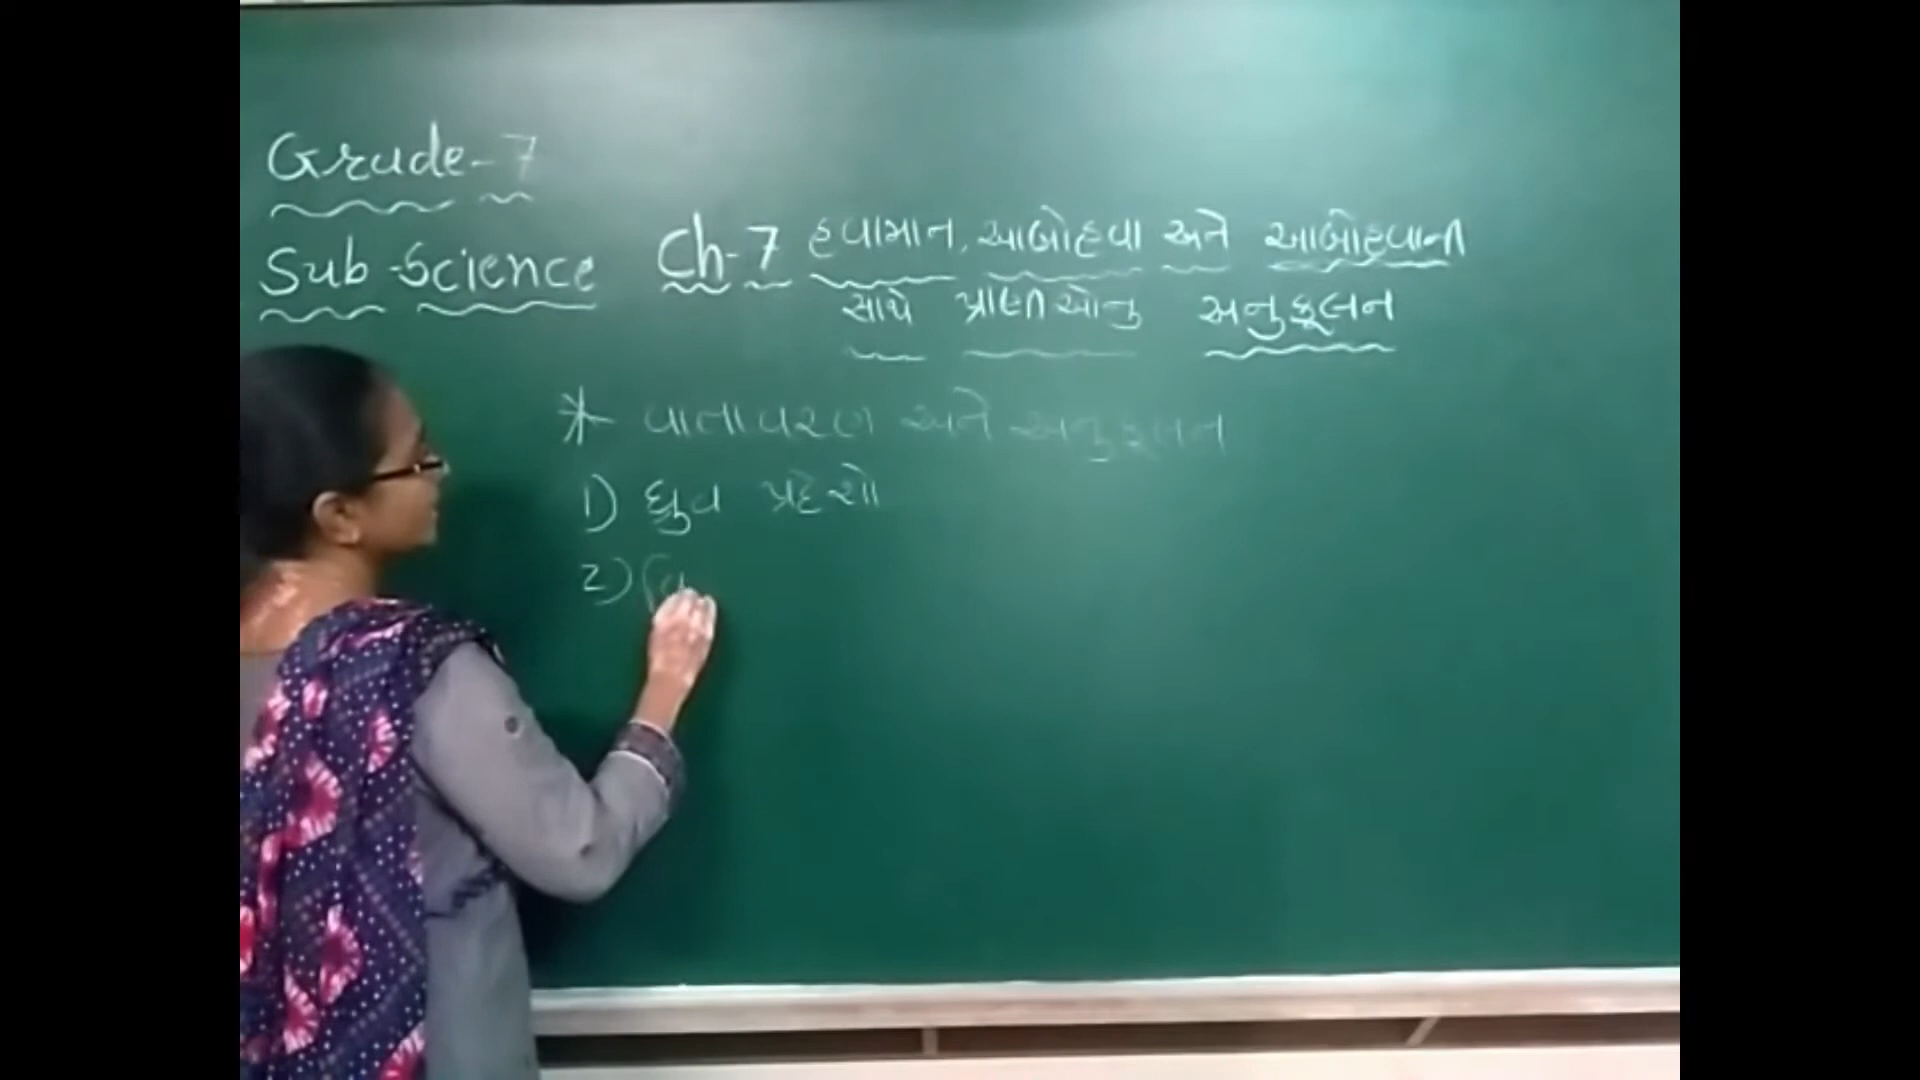 Grade-7
Sub-Science Ch-7 હવામાન, આબોહવા અને આબોહવાની
સાથે પ્રાણીઓનુ અનુકૂલન
* વાતાવરણ અને અનુકૂલન
1) ધ્રુવ પ્રદેશો
2) વિ